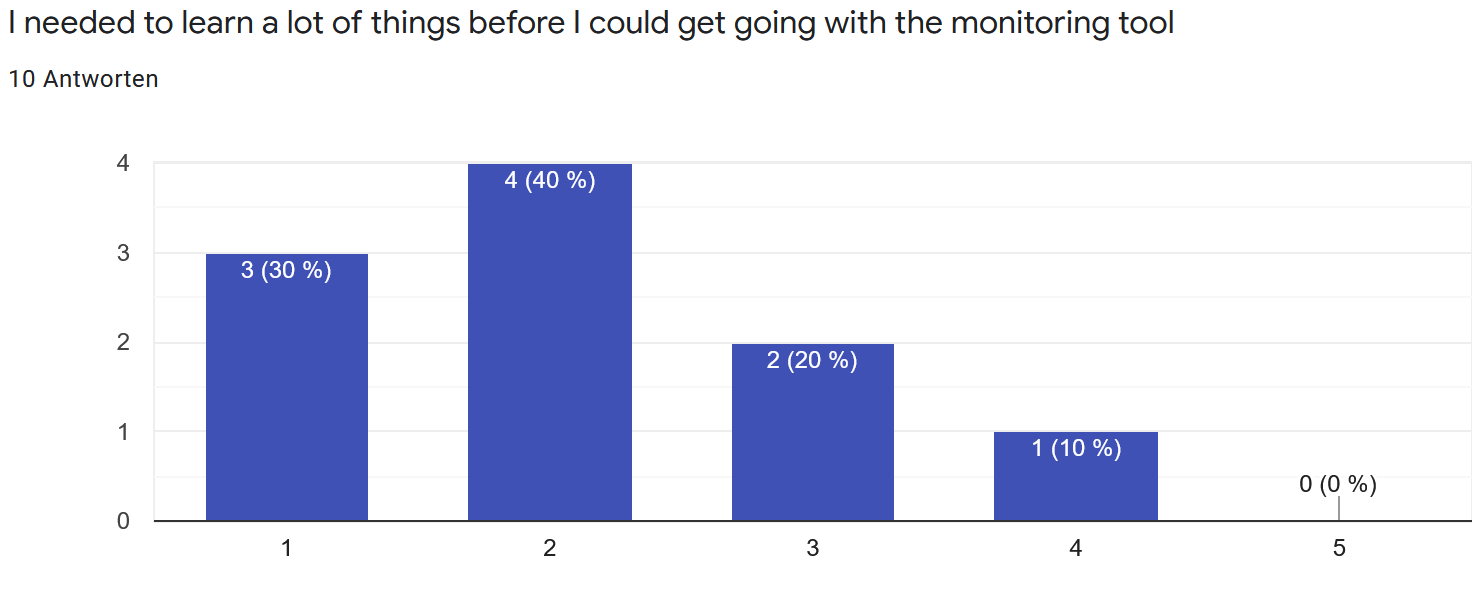 I needed to learn a lot of things before I could get going with the monitoring tool
10 Antworten
4
3
2
1
0
3 (30 %)
4 (40 %)
2 (20 %)
1 (10 %)
0 (0 %)
1 2 3 4 5